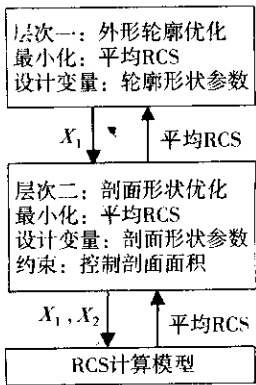 层次一：外形轮廓优化
最小化：平均RCS
设计变量：轮廓形状参数
X₁
平均RCS
层次二：剖面形状优化
最小化：平均RCS
设计变量：剖面形状参数
约束：控制剖面面积
X₁, X₂
平均RCS
RCS计算模型